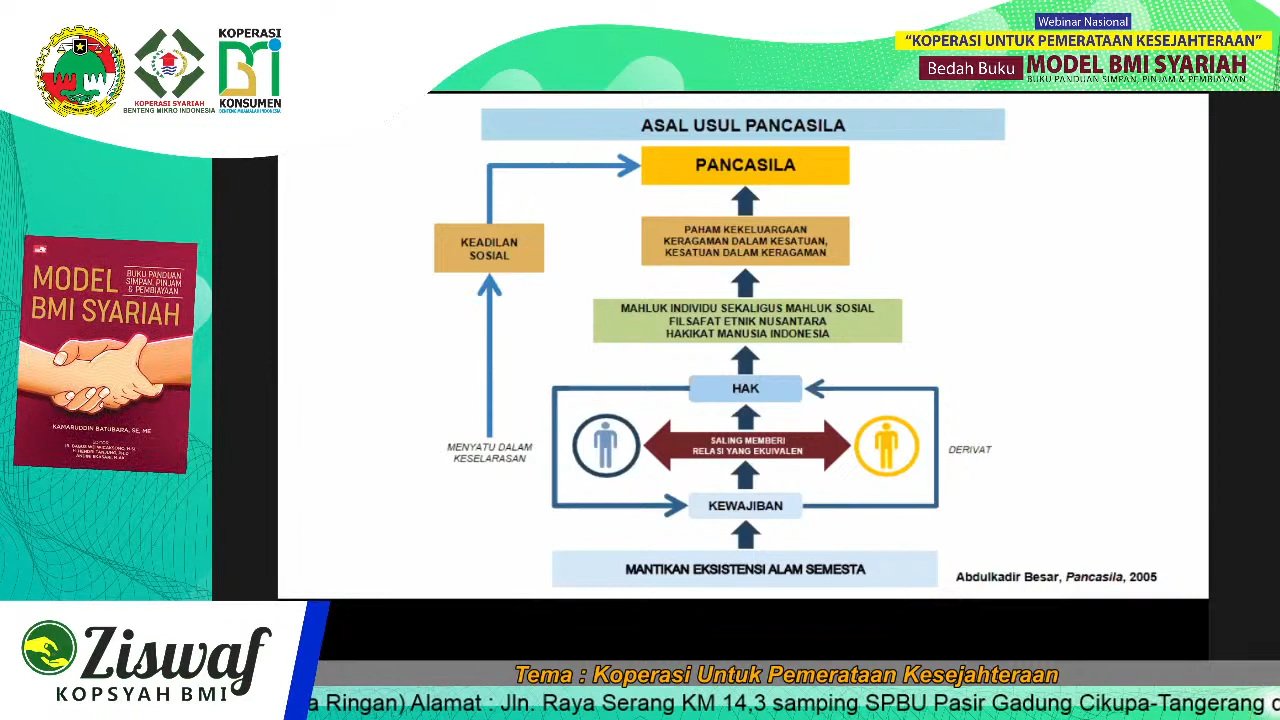 KOPERASI
KOPERASI SYARIAH
BENTENG MIKRO INDONESIA
BMI
KONSUMEN
BENTENG MUAMALAH INDONESIA
Webinar Nasional
“KOPERASI UNTUK PEMERATAAN KESEJAHTERAAN”
Bedah Buku MODEL BMI SYARIAH
BUKU PANDUAN SIMPAN, PINJAM & PEMBIAYAAN
ASAL USUL PANCASILA
PANCASILA
KEADILAN
SOSIAL
PAHAM KEKELUARGAAN
KERAGAMAN DALAM KESATUAN,
KESATUAN DALAM KERAGAMAN
MAHLUK INDIVIDU SEKALIGUS MAHLUK SOSIAL
FILSAFAT ETNIK NUSANTARA
HAKIKAT MANUSIA INDONESIA
HAK
MENYATU DALAM
KESELARASAN
SALING MEMBERI
RELASI YANG EKUIVALEN
DERIVAT
KEWAJIBAN
MANTIKAN EKSISTENSI ALAM SEMESTA
Abdulkadir Besar, Pancasila, 2005
MODEL
BUKU PANDUAN
SIMPAN, PINJAM
& PEMBIAYAAN
BMI SYARIAH
KAMARUDDIN BATUBARA, SE, ME
EDITOR
Ziswaf
KOPSYAH BMI
Tema : Koperasi Untuk Pemerataan Kesejahteraan
a Ringan) Alamat : Jln. Raya Serang KM 14,3 samping SPBU Pasir Gadung Cikupa-Tangerang